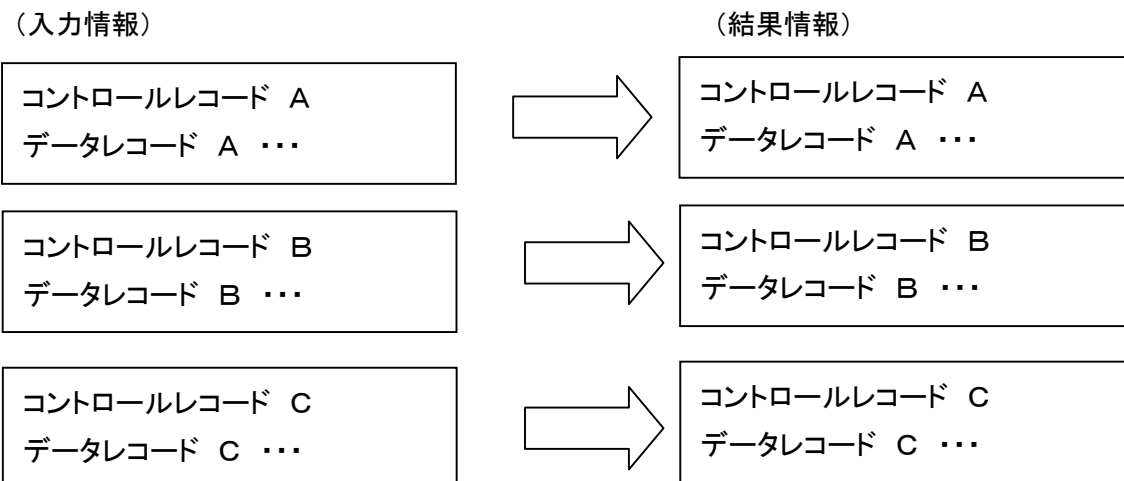 （入力情報）
（結果情報）
コントロールレコード　Ａ
データレコード　Ａ　・・・
コントロールレコード　Ａ
データレコード　Ａ　・・・
コントロールレコード　Ｂ
データレコード　Ｂ　・・・
コントロールレコード　Ｂ
データレコード　Ｂ　・・・
コントロールレコード　Ｃ
データレコード　Ｃ　・・・
コントロールレコード　Ｃ
データレコード　Ｃ　・・・